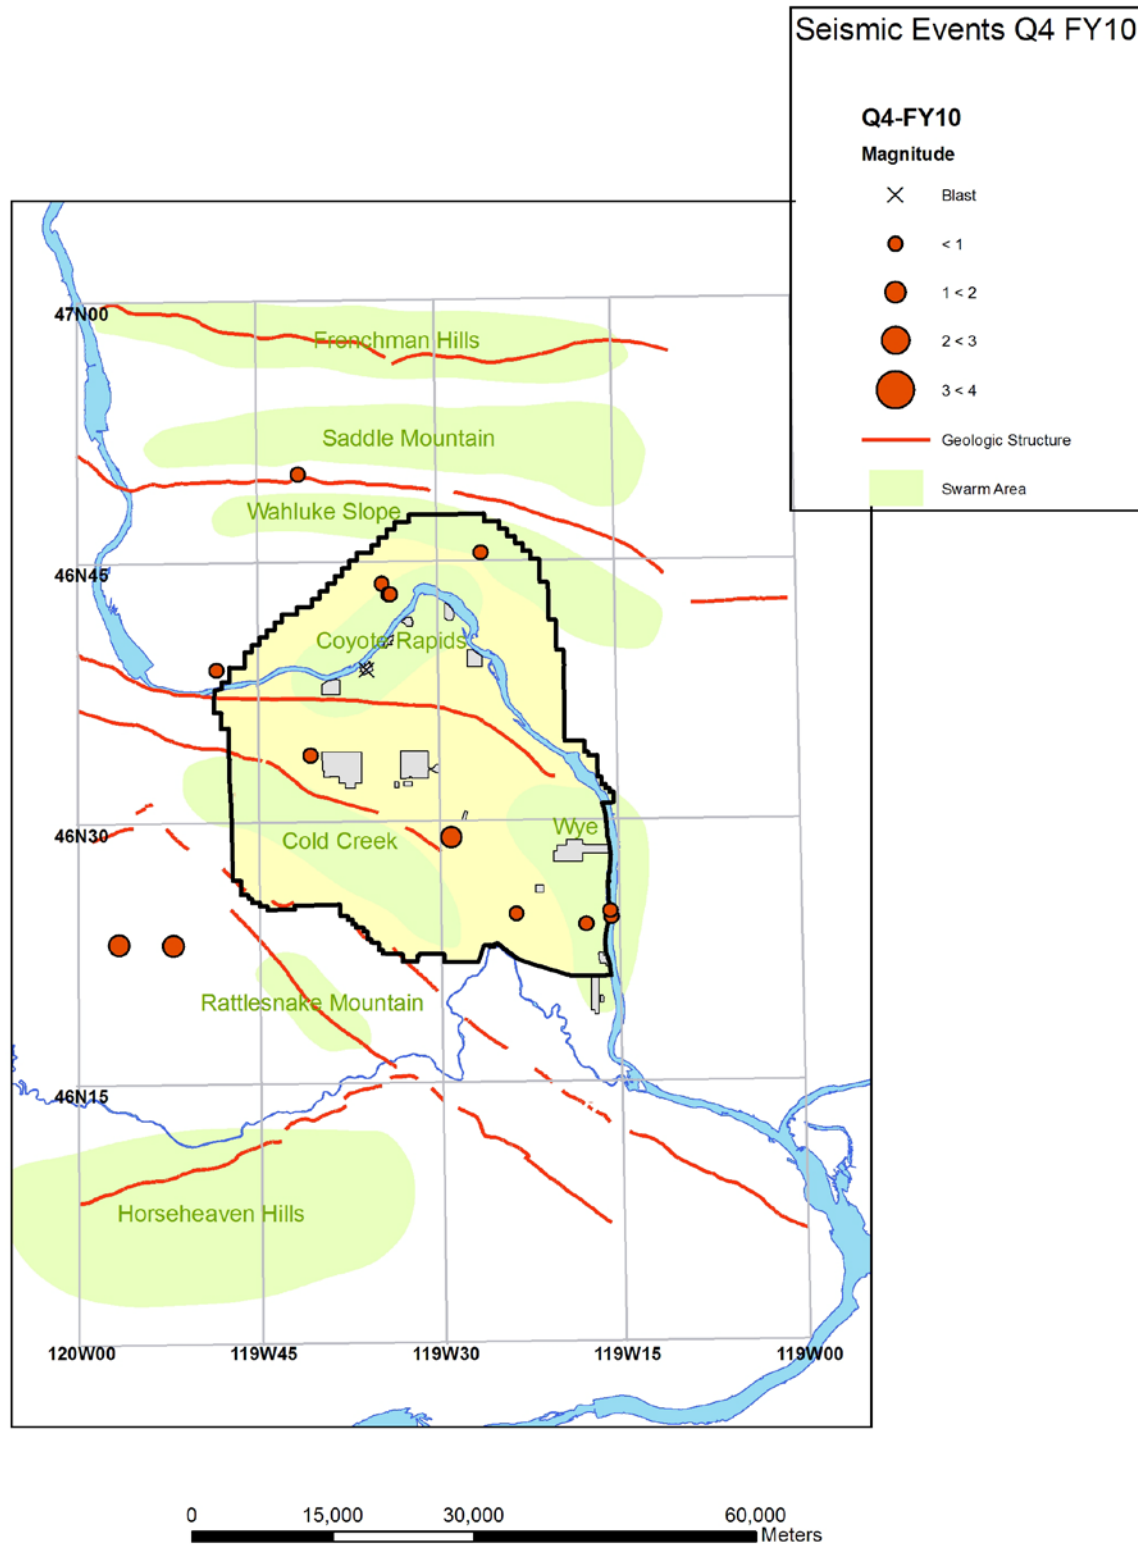 Seismic Events Q4 FY10
Q4-FY10
Magnitude
Blast
< 1
1 < 2
2 < 3
3 < 4
Geologic Structure
Swarm Area
47N00
Frenchman Hills
Saddle Mountain
Wahluke Slope
46N45
Coyote Rapids
46N30
Cold Creek
Wye
Rattlesnake Mountain
46N15
Horseheaven Hills
120W00 119W45 119W30 119W15 119W00
0 15,000 30,000 60,000
Meters